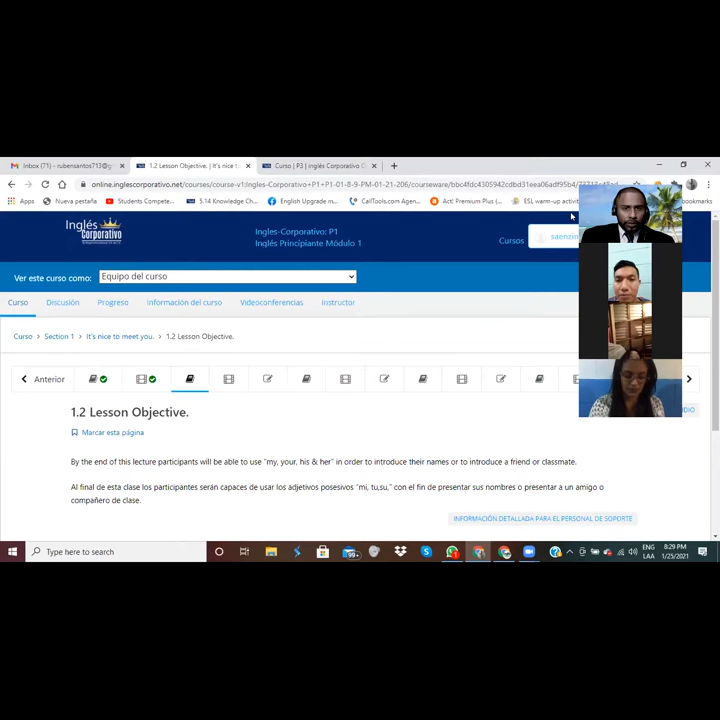 Inbox (71) - rubensantos713@g
1.2 Lesson Objective. | It's nice t
Curso | P3 | Inglés Corporativo
online.inglescorporativo.net/courses/course-v1:Ingles-Corporativo+P1+P1-01-8-9-PM-01-21-206/courseware/
Apps
Nueva pestaña
Students Compete...
5.14 Knowledge Ch...
English Upgrade m...
CallTools.com Agen...
Act! Premium Plus (...
ESL warm-up activit
bookmarks
Inglés
Corporativo
Ingles-Corporativo: P1
Inglés Principiante Módulo 1
Cursos
Ver este curso como:
Equipo del curso
Curso
Discusión
Progreso
Información del curso
Videoconferencias
Instructor
Curso > Section 1 > It's nice to meet you. > 1.2 Lesson Objective.
Anterior
1.2 Lesson Objective.
Marcar esta página
By the end of this lecture participants will be able to use "my, your, his & her" in order to introduce their names or to introduce a friend or classmate.
Al final de esta clase los participantes serán capaces de usar los adjetivos posesivos "mi, tu,su," con el fin de presentar sus nombres o presentar a un amigo o
compañero de clase.
INFORMACIÓN DETALLADA PARA EL PERSONAL DE SOPORTE
Type here to search
99+
ENG
LAA
8:29 PM
1/25/2021